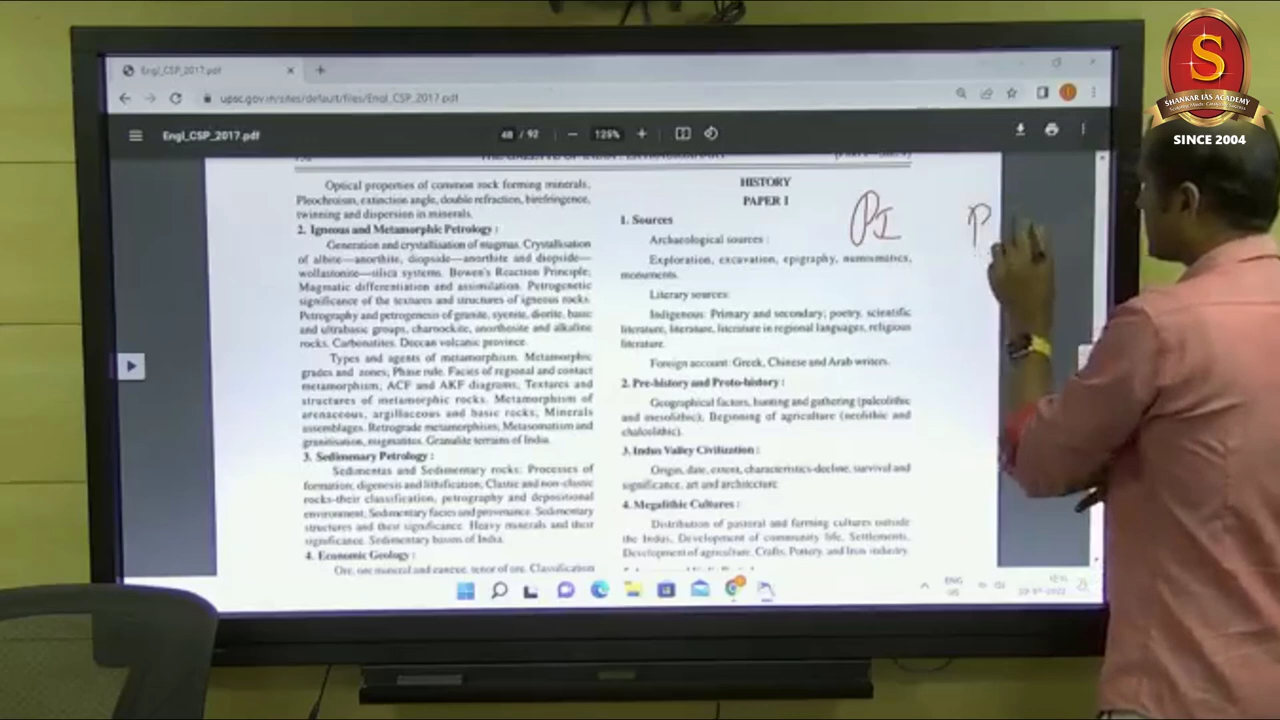 Engl_CSP_2017.pdf
upsc.gov.in/sites/default/files/Engl_CSP_2017.pdf
Engl_CSP_2017.pdf
48 / 92
125%
Optical properties of common rock forming minerals,
Pleochroism, extinction angle, double refraction, birefringence,
twinning and dispersion in minerals.
2. Igneous and Metamorphic Petrology :
Generation and crystallisation of magmas. Crystallisation
of albite—anorthite, diopside—anorthite and diopside—
wollastonite—silica systems. Bowen's Reaction Principle;
Magmatic differentiation and assimilation. Petrogenetic
significance of the textures and structures of igneous rocks.
Petrography and petrogenesis of granite, syenite, diorite, basic
and ultrabasic groups, charnockite, anorthosite and alkaline
rocks. Carbonatites. Deccan volcanic province.
Types and agents of metamorphism. Metamorphic
grades and zones; Phase rule. Facies of regional and contact
metamorphism; ACF and AKF diagrams; Textures and
structures of metamorphic rocks. Metamorphism of
arenaceous, argillaceous and basic rocks; Minerals
assemblages. Retrograde metamorphism; Metasomatism and
granitisation, migmatites. Granulite terrains of India.
3. Sedimenary Petrology :
Sedimentas and Sedimentary rocks: Processes of
formation; digenesis and lithification; Clastic and non-clastic
rocks-their classification, petrography and depositional
environment; Sedimentary facies and provenance. Sedimentary
structures and their significance. Heavy minerals and their
significance. Sedimentary basins of India.
4. Economic Geology :
Ore, ore mineral and gangue, tenor of ore. Classification
HISTORY
PAPER I
1. Sources
Archaeological sources :
Exploration, excavation, epigraphy, numismatics,
monuments.
Literary sources:
Indigenous: Primary and secondary; poetry, scientific
literature, literature, literature in regional languages, religious
literature.
Foreign account: Greek, Chinese and Arab writers.
2. Pre-history and Proto-history :
Geographical factors, hunting and gathering (paleolithic
and mesolithic); Beginning of agriculture (neolithic and
chalcolithic).
3. Indus Valley Civilization :
Origin, date, extent, characteristics-decline, survival and
significance, art and architecture.
4. Megalithic Cultures :
Distribution of pastoral and farming cultures outside
the Indus, Development of community life, Settlements,
Development of agriculture, Crafts, Pottery, and Iron industry.
PI
P
ENG
S
SHANKAR IAS ACADEMY
SINCE 2004